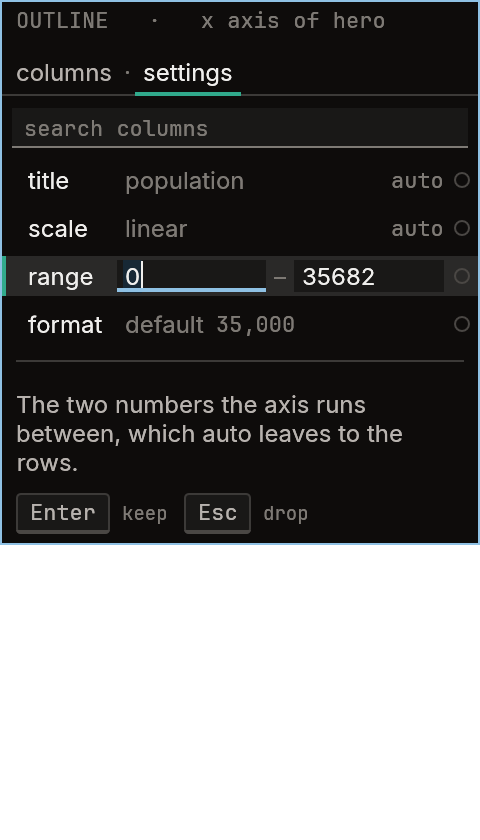 OUTLINE · x axis of hero
columns · settings
search columns
title population auto
scale linear auto
range 0 – 35682
format default 35,000
The two numbers the axis runs
between, which auto leaves to the
rows.
Enter keep Esc drop